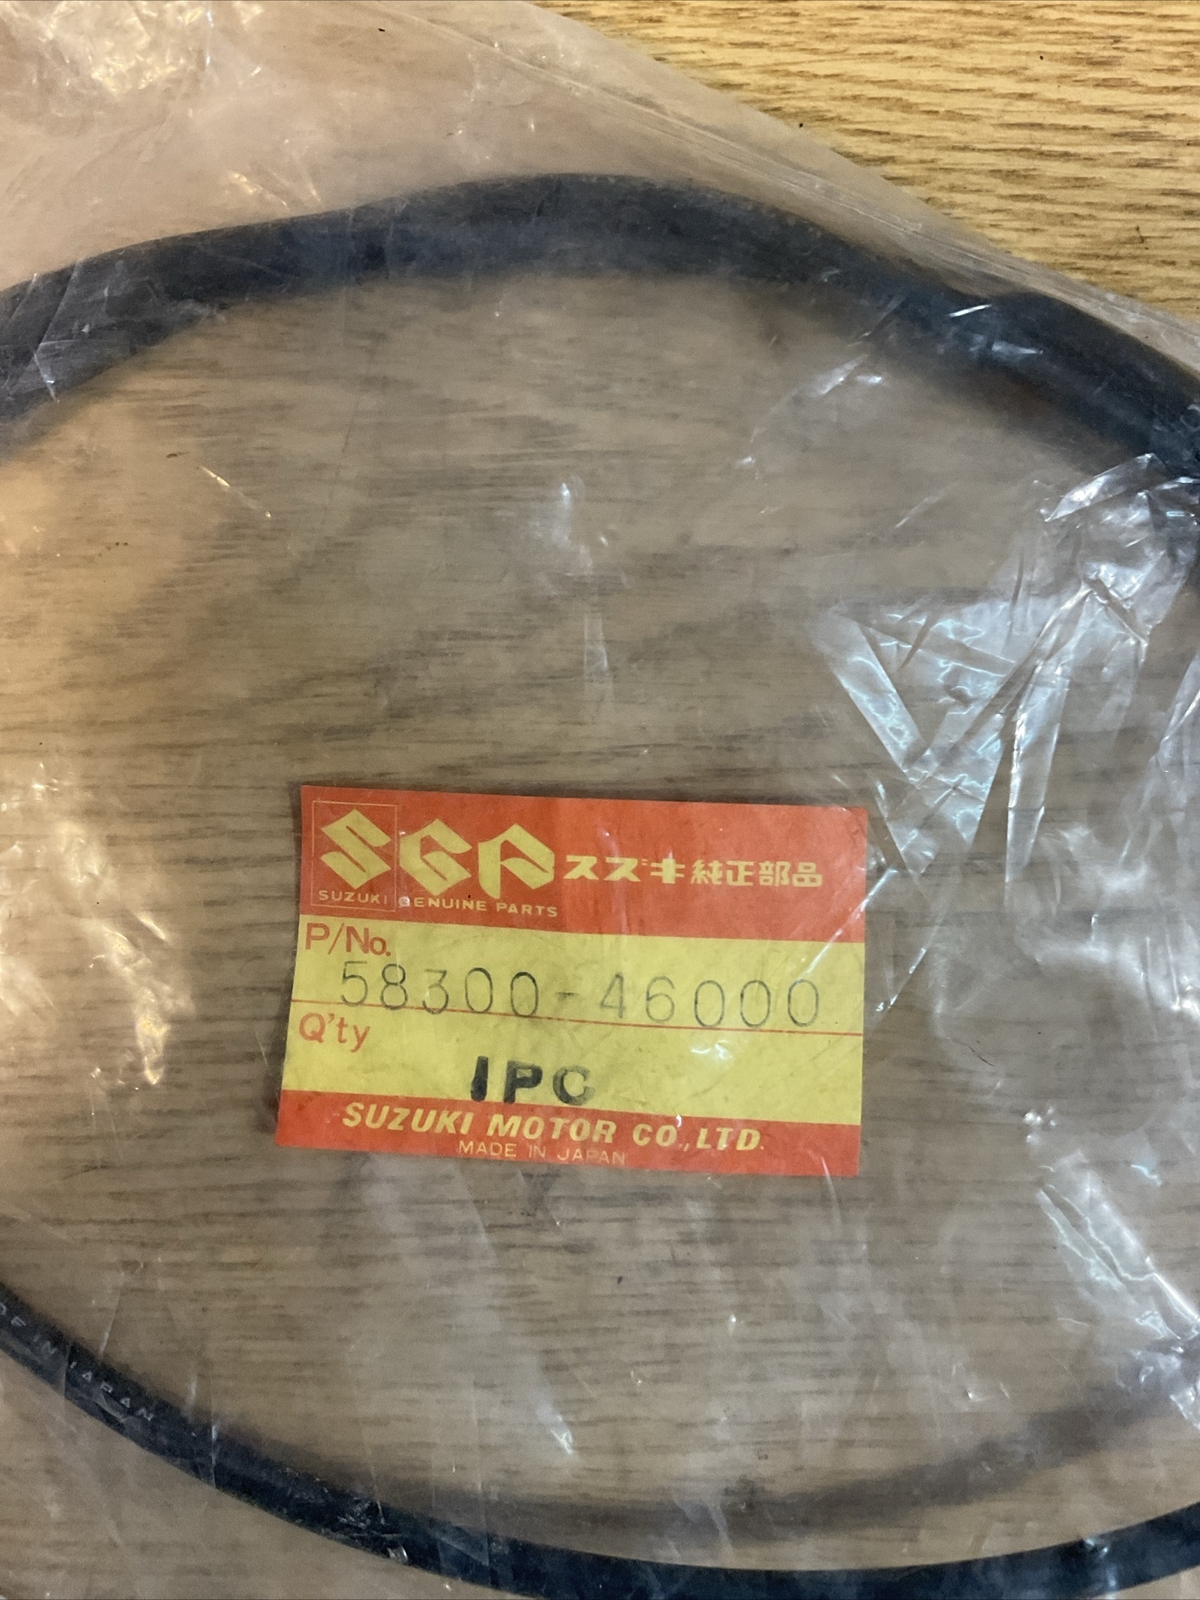 SGP スズキ純正部品
SUZUKI GENUINE PARTS
P/No.
58300-46000
Q'ty
1PC
SUZUKI MOTOR CO.,LTD.
MADE IN JAPAN
JAPAN